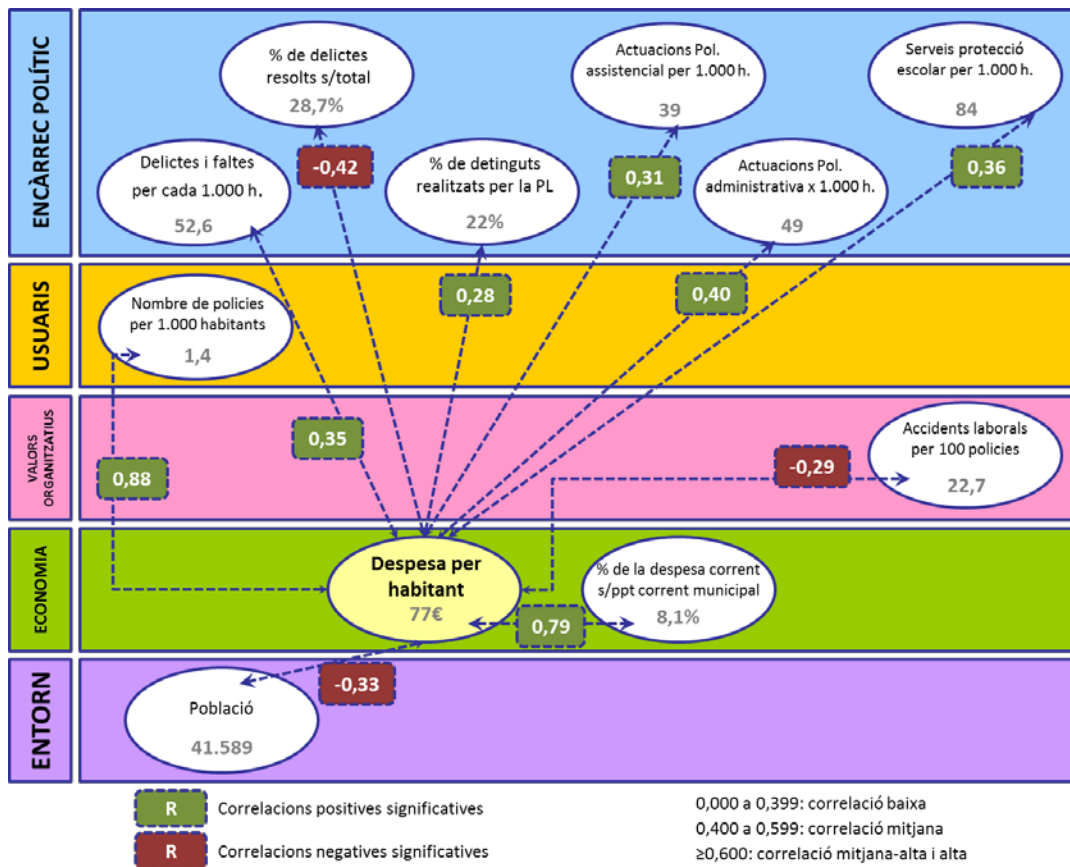 ENCÀRREC POLÍTIC
% de delictes
resolts s/total
28,7%
Actuacions Pol.
assistencial per 1.000 h.
39
Serveis protecció
escolar per 1.000 h.
84
Delictes i faltes
per cada 1.000 h.
52,6
-0,42
% de detinguts
realitzats per la PL
22%
0,31
Actuacions Pol.
administrativa x 1.000 h.
49
0,36
USUARIS
Nombre de policies
per 1.000 habitants
1,4
0,28
0,40
VALORS
ORGANITZATIUS
0,88
0,35
-0,29
Accidents laborals
per 100 policies
22,7
ECONOMIA
Despesa per
habitant
77€
0,79
% de la despesa corrent
s/ppt corrent municipal
8,1%
ENTORN
-0,33
Població
41.589
R Correlacions positives significatives
R Correlacions negatives significatives
0,000 a 0,399: correlació baixa
0,400 a 0,599: correlació mitjana
≥0,600: correlació mitjana-alta i alta